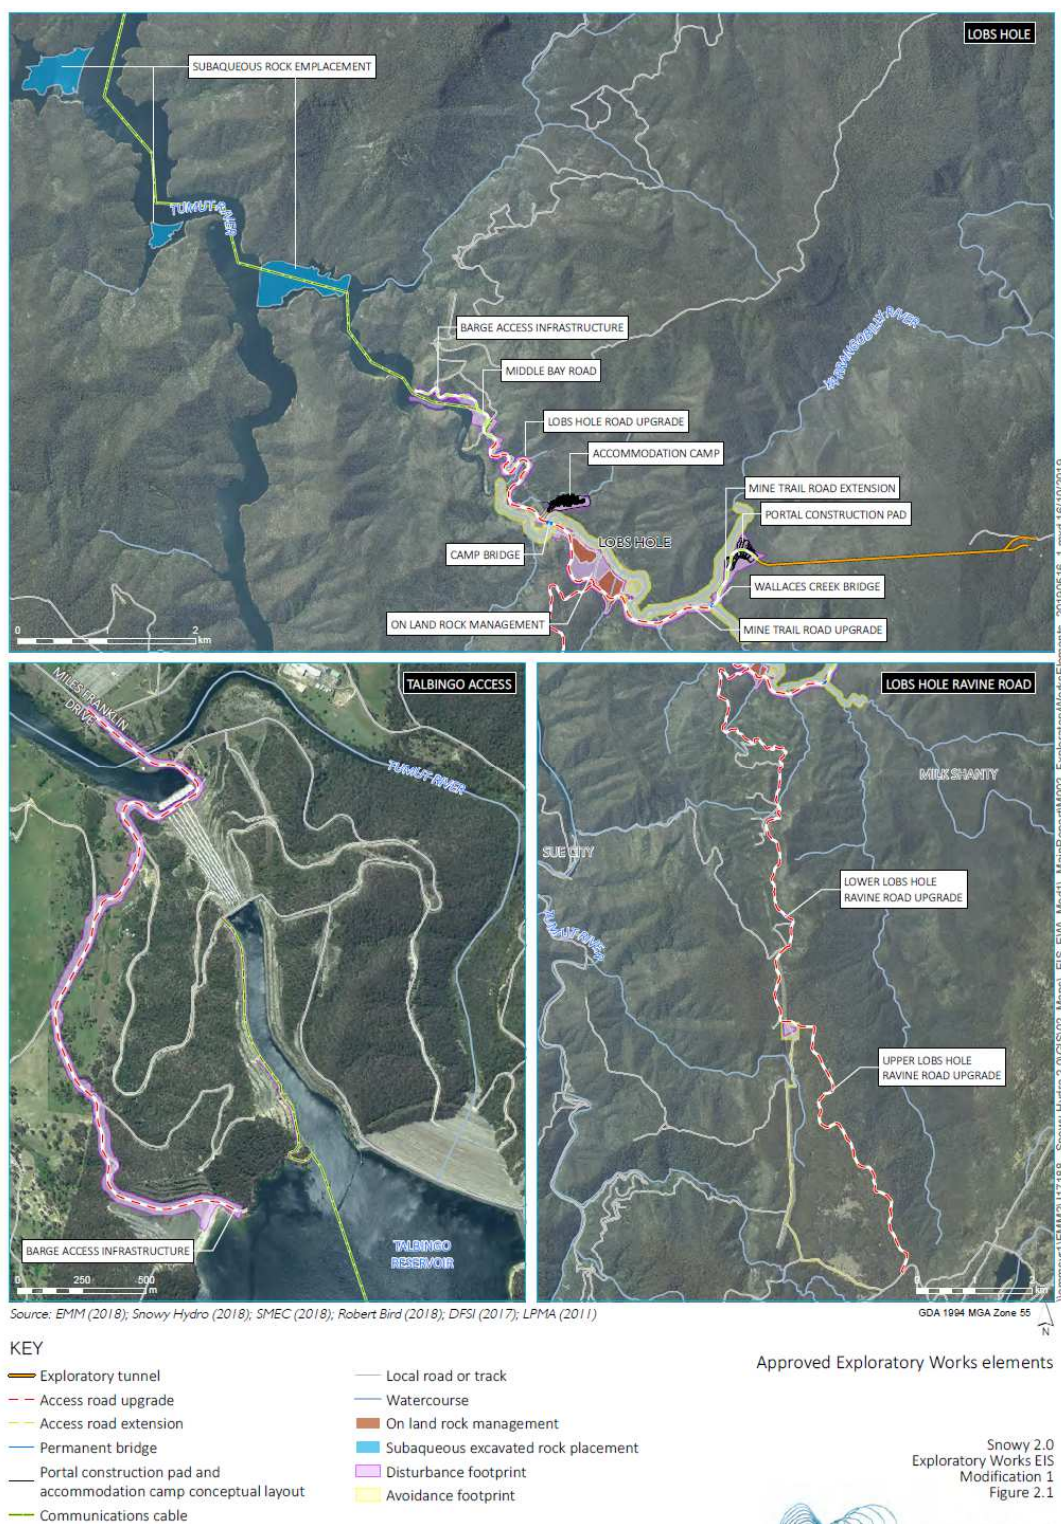 LOBS HOLE
SUBAQUEOUS ROCK EMPLACEMENT
TUMUT RIVER
BARGE ACCESS INFRASTRUCTURE
YARRANGOBILLY RIVER
MIDDLE BAY ROAD
LOBS HOLE ROAD UPGRADE
ACCOMMODATION CAMP
MINE TRAIL ROAD EXTENSION
PORTAL CONSTRUCTION PAD
LOBS HOLE
CAMP BRIDGE
WALLACES CREEK BRIDGE
ON LAND ROCK MANAGEMENT
MINE TRAIL ROAD UPGRADE
0 2
km
TALBINGO ACCESS
MILES FRANKLIN
DRIVE
TUMUT RIVER
BARGE ACCESS INFRASTRUCTURE
TALBINGO
RESERVOIR
0 250 500
m
LOBS HOLE RAVINE ROAD
MILK SHANTY
SUE CITY
LOWER LOBS HOLE
RAVINE ROAD UPGRADE
TUMUT RIVER
UPPER LOBS HOLE
RAVINE ROAD UPGRADE
0 1 2
km
Source: EMM (2018); Snowy Hydro (2018); SMEC (2018); Robert Bird (2018); DFSI (2017); LPMA (2011)
GDA 1994 MGA Zone 55
N
KEY
Exploratory tunnel
Access road upgrade
Access road extension
Permanent bridge
Portal construction pad and
accommodation camp conceptual layout
Communications cable
Local road or track
Watercourse
On land rock management
Subaqueous excavated rock placement
Disturbance footprint
Avoidance footprint
Approved Exploratory Works elements
Snowy 2.0
Exploratory Works EIS
Modification 1
Figure 2.1